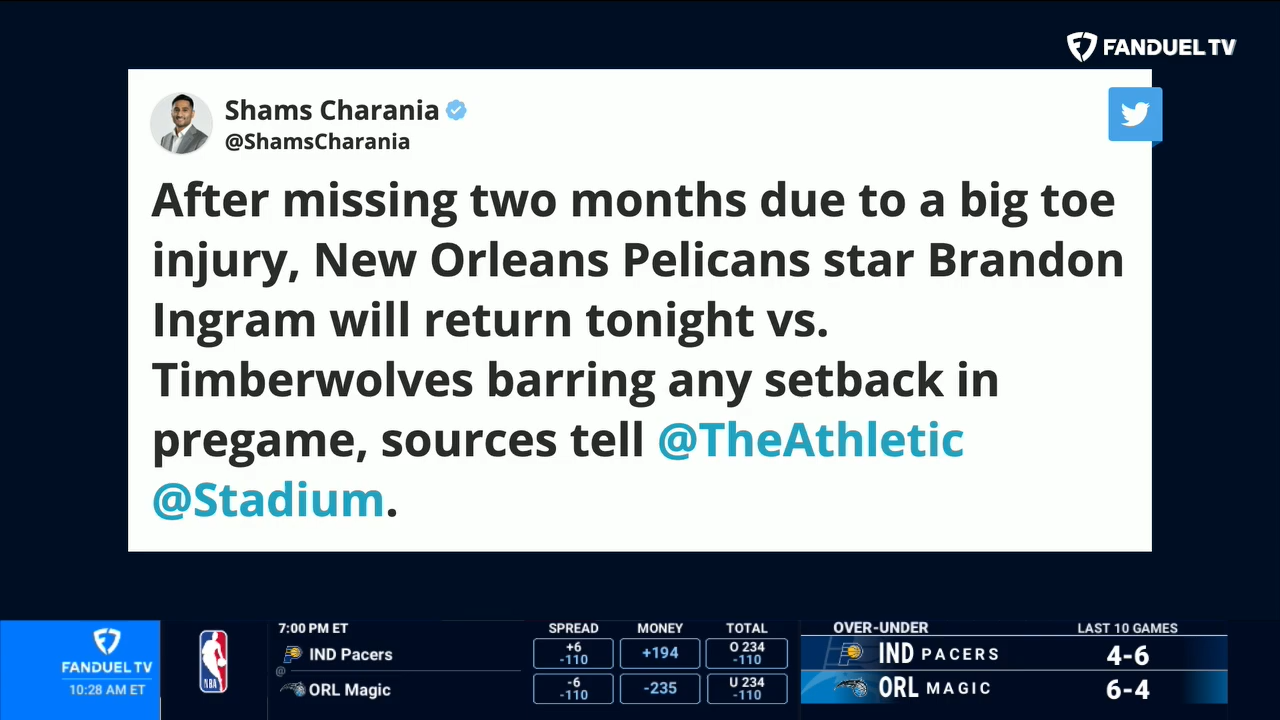 FANDUEL TV
Shams Charania
@ShamsCharania
After missing two months due to a big toe
injury, New Orleans Pelicans star Brandon
Ingram will return tonight vs.
Timberwolves barring any setback in
pregame, sources tell @TheAthletic
@Stadium.
FANDUEL TV
10:28 AM ET
NBA
7:00 PM ET SPREAD MONEY TOTAL
IND Pacers +6 -110 +194 O 234 -110
@
ORL Magic -6 -110 -235 U 234 -110
OVER-UNDER LAST 10 GAMES
IND PACERS 4-6
ORL MAGIC 6-4